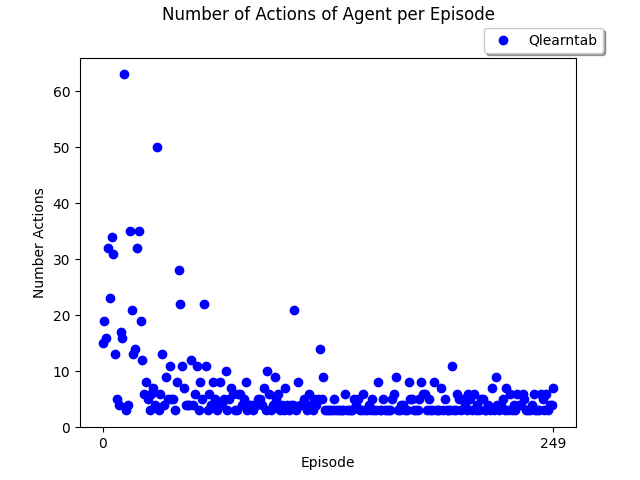 Number of Actions of Agent per Episode
Qlearntab
60
50
40
30
20
10
0
Number Actions
0
249
Episode